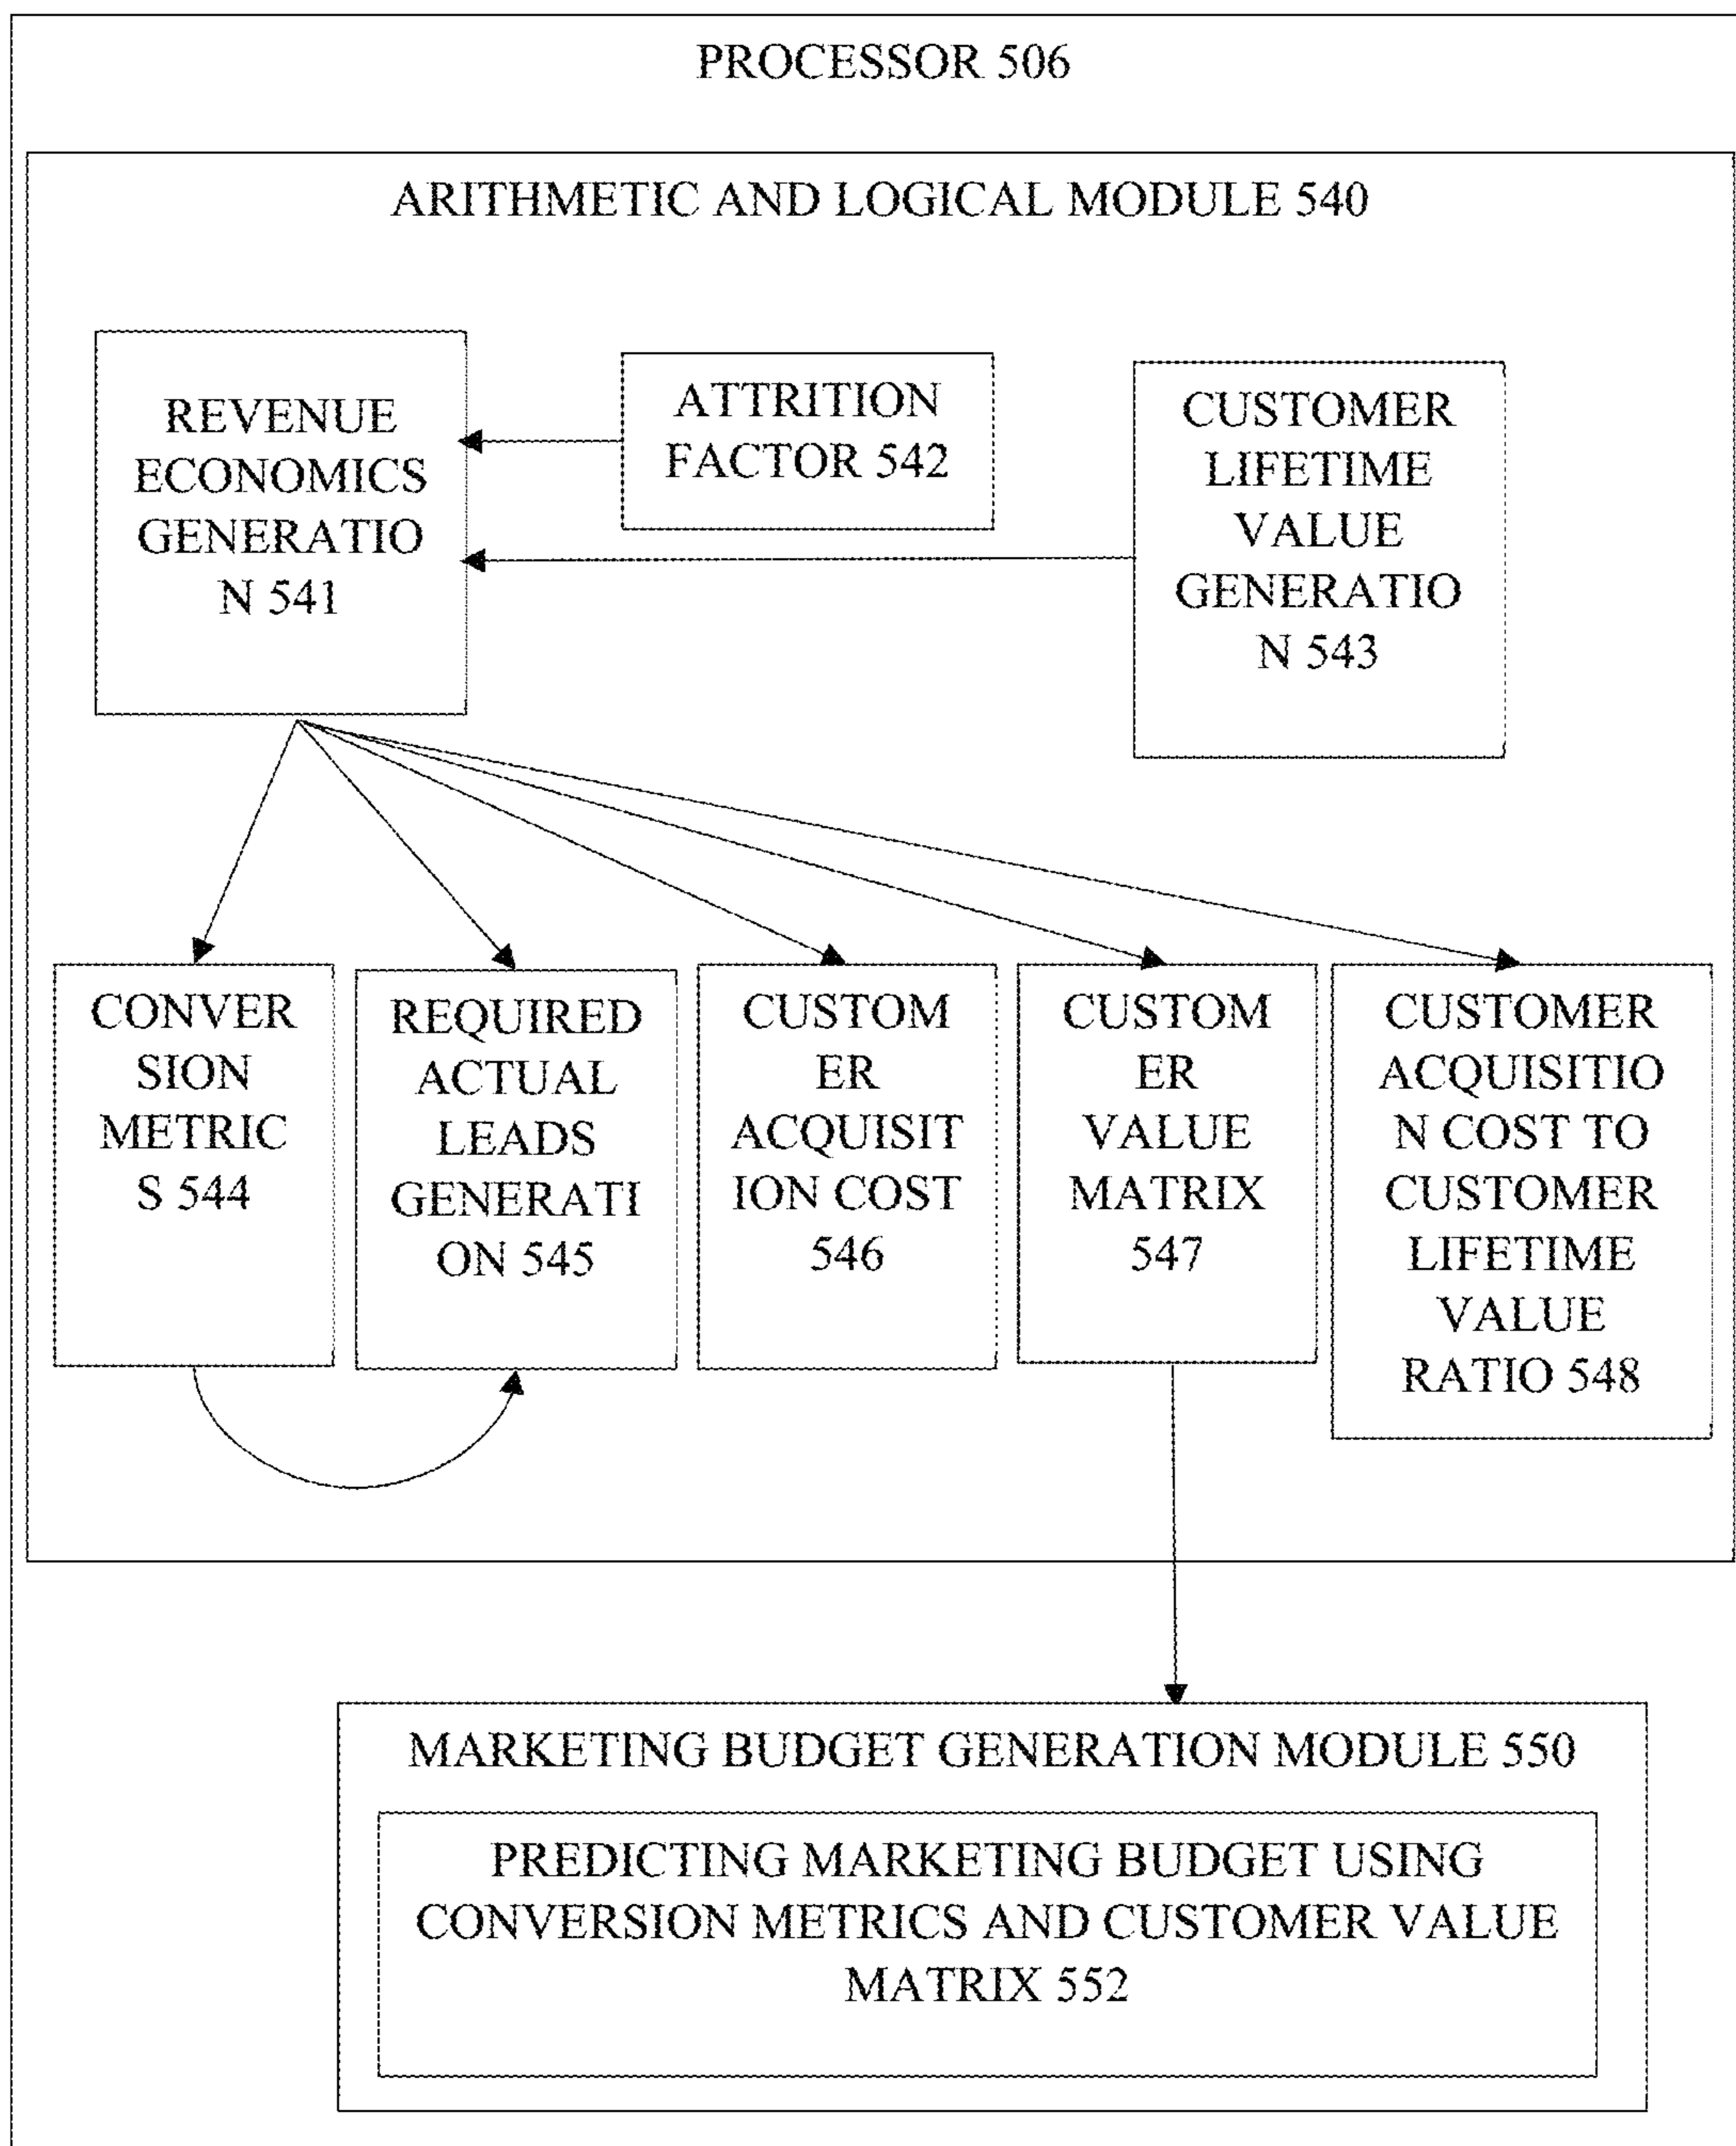 PROCESSOR 506
ARITHMETIC AND LOGICAL MODULE 540
REVENUE
ECONOMICS
GENERATIO
N 541
ATTRITION
FACTOR 542
CUSTOMER
LIFETIME
VALUE
GENERATIO
N 543
CONVER
SION
METRIC
S 544
REQUIRED
ACTUAL
LEADS
GENERATI
ON 545
CUSTOM
ER
ACQUISIT
ION COST
546
CUSTOM
ER
VALUE
MATRIX
547
CUSTOMER
ACQUISITIO
N COST TO
CUSTOMER
LIFETIME
VALUE
RATIO 548
MARKETING BUDGET GENERATION MODULE 550
PREDICTING MARKETING BUDGET USING
CONVERSION METRICS AND CUSTOMER VALUE
MATRIX 552